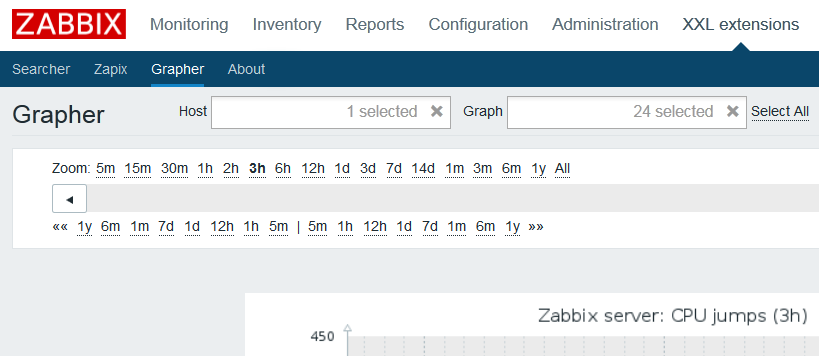 ZABBIX Monitoring Inventory Reports Configuration Administration XXL extensions
Searcher Zapix Grapher About
Grapher Host 1 selected ✖ Graph 24 selected ✖ Select All
Zoom: 5m 15m 30m 1h 2h 3h 6h 12h 1d 3d 7d 14d 1m 3m 6m 1y All
◄
«« 1y 6m 1m 7d 1d 12h 1h 5m | 5m 1h 12h 1d 7d 1m 6m 1y »»
Zabbix server: CPU jumps (3h)
450